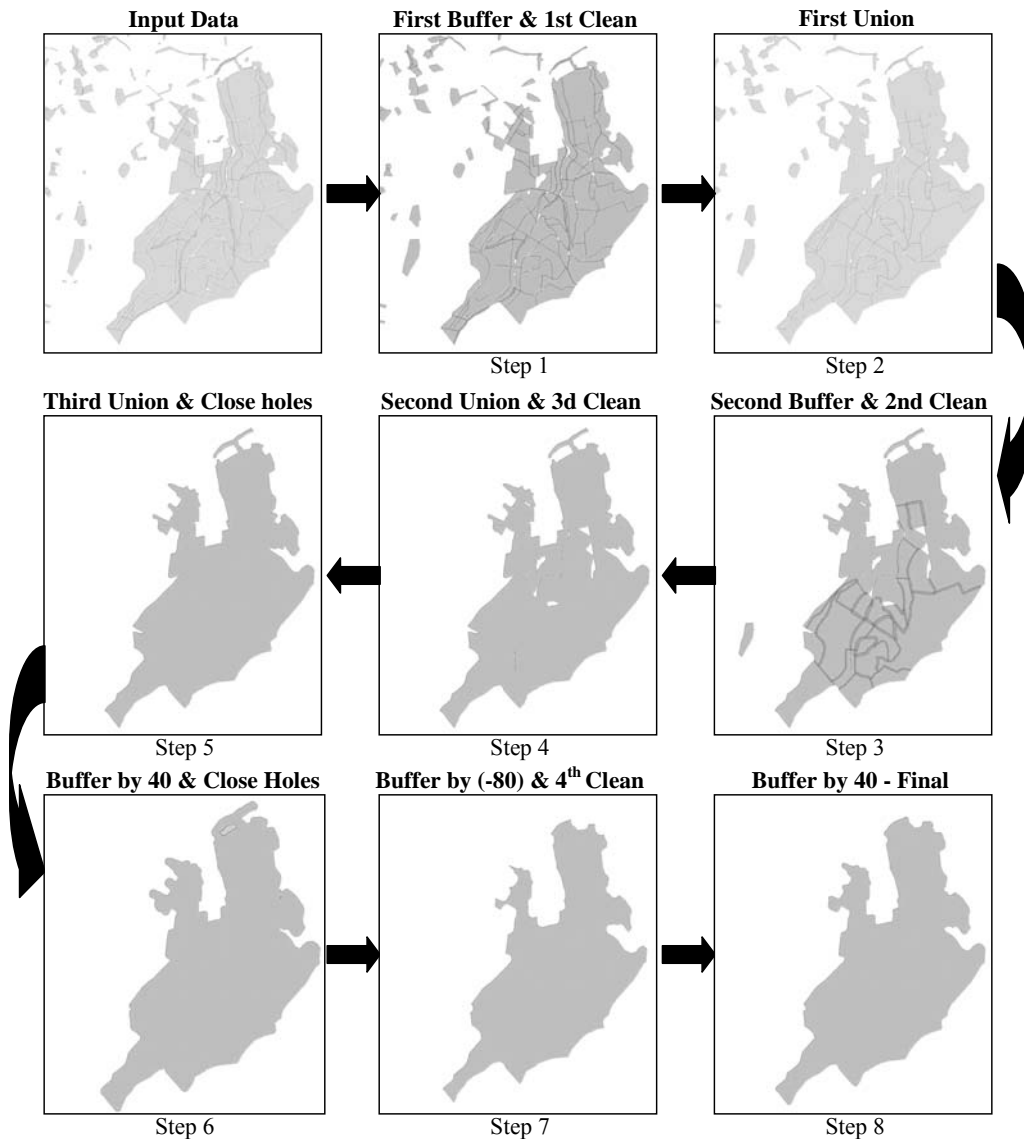 Input Data
First Buffer & 1st Clean
First Union
Step 1
Step 2
Third Union & Close holes
Second Union & 3d Clean
Second Buffer & 2nd Clean
Step 5
Step 4
Step 3
Buffer by 40 & Close Holes
Buffer by (-80) & 4th Clean
Buffer by 40 - Final
Step 6
Step 7
Step 8